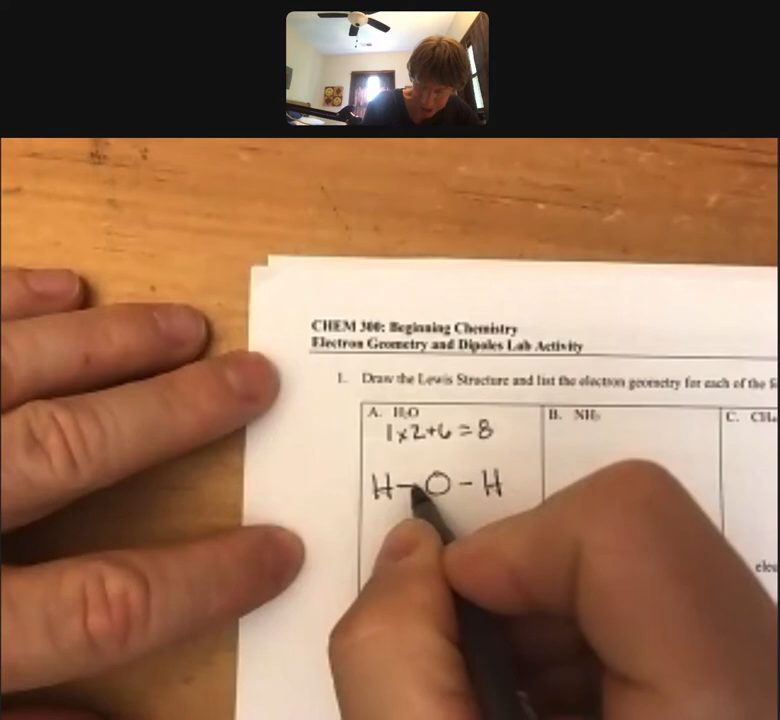 CHEM 300: Beginning Chemistry
Electron Geometry and Dipoles Lab Activity
1. Draw the Lewis Structure and list the electron geometry for each of the
A. H₂O
B. NH₃
C. CH₄
1x2+6=8
H-O-H
elec